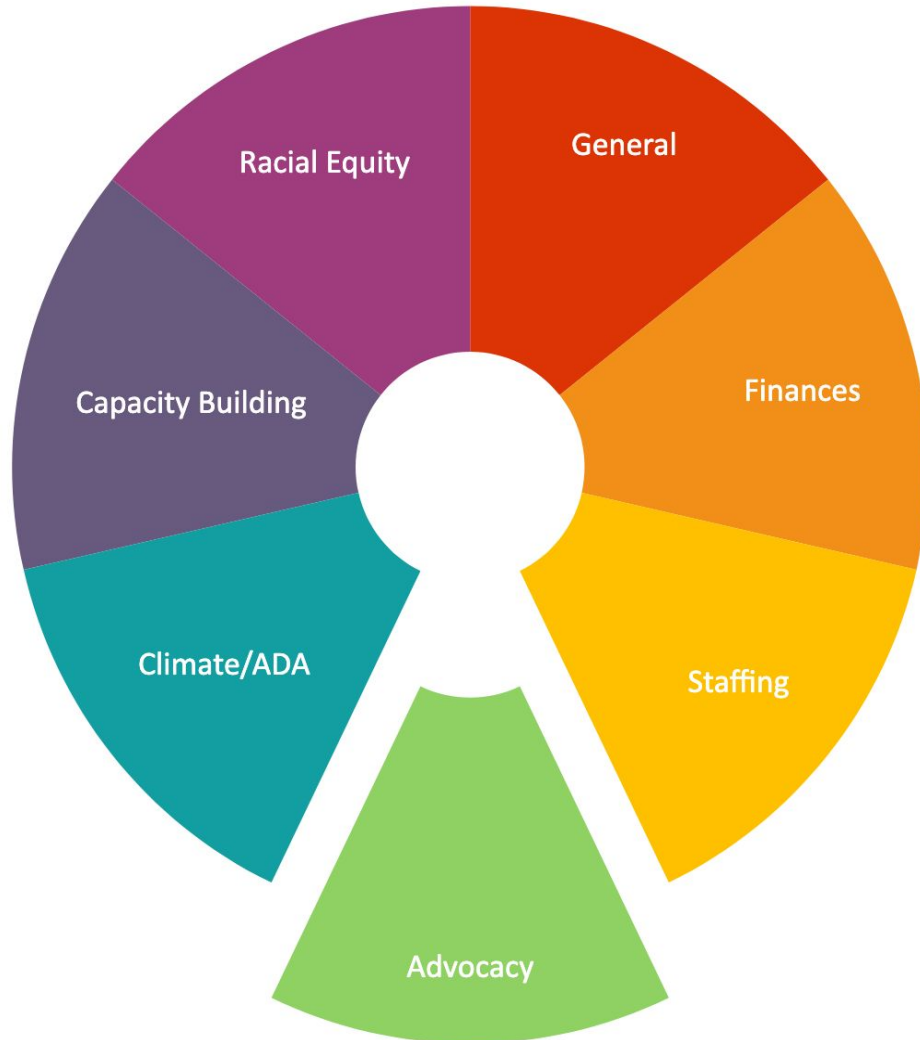 General
Finances
Staffing
Advocacy
Climate/ADA
Capacity Building
Racial Equity